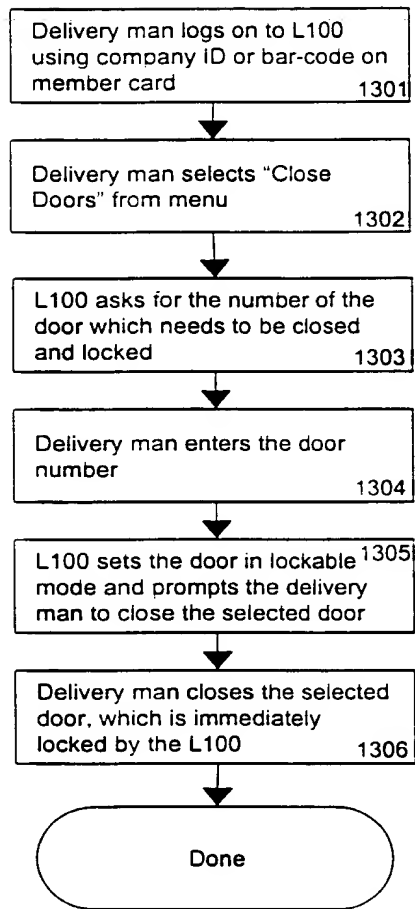 Delivery man logs on to L100
using company ID or bar-code on
member card
1301
Delivery man selects "Close
Doors" from menu
1302
L100 asks for the number of the
door which needs to be closed
and locked
1303
Delivery man enters the door
number
1304
L100 sets the door in lockable 1305
mode and prompts the delivery
man to close the selected door
Delivery man closes the selected
door, which is immediately
locked by the L100
1306
Done